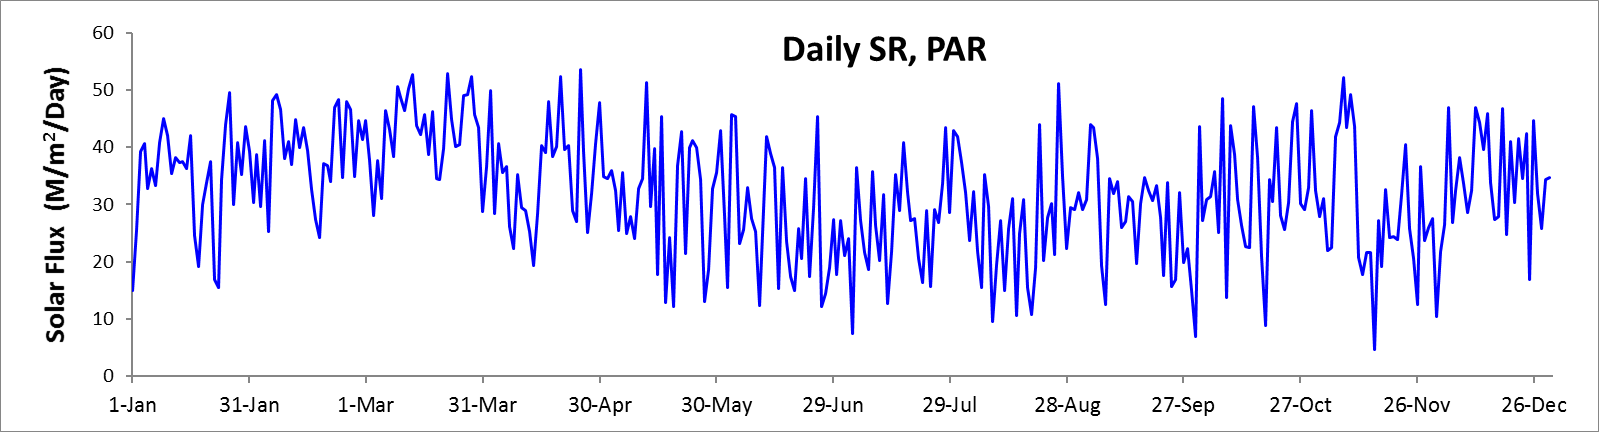 Daily SR, PAR
Solar Flux (M/m²/Day)
60
50
40
30
20
10
0
1-Jan 31-Jan 1-Mar 31-Mar 30-Apr 30-May 29-Jun 29-Jul 28-Aug 27-Sep 27-Oct 26-Nov 26-Dec